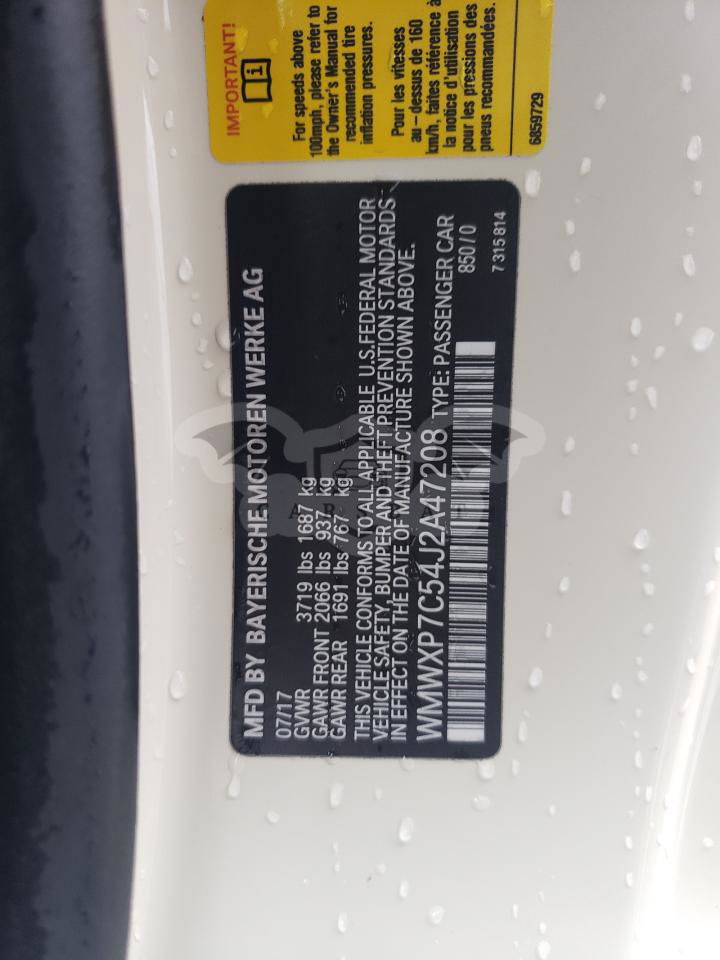 IMPORTANT!
For speeds above
100mph, please refer to
the Owner's Manual for
recommended tire
inflation pressures.
Pour les vitesses
au-dessus de 160
km/h, faites référence à
la notice d'utilisation
pour les pressions des
pneus recommandées.
6859729
MFD BY BAYERISCHE MOTOREN WERKE AG
07/17
GVWR 3719 lbs 1687 kg
GAWR FRONT 2066 lbs 937 kg
GAWR REAR 1691 lbs 767 kg
THIS VEHICLE CONFORMS TO ALL APPLICABLE U.S.FEDERAL MOTOR
VEHICLE SAFETY, BUMPER AND THEFT PREVENTION STANDARDS
IN EFFECT ON THE DATE OF MANUFACTURE SHOWN ABOVE.
WMWXP7C54J2A47208 TYPE: PASSENGER CAR
850/0
7 315 814